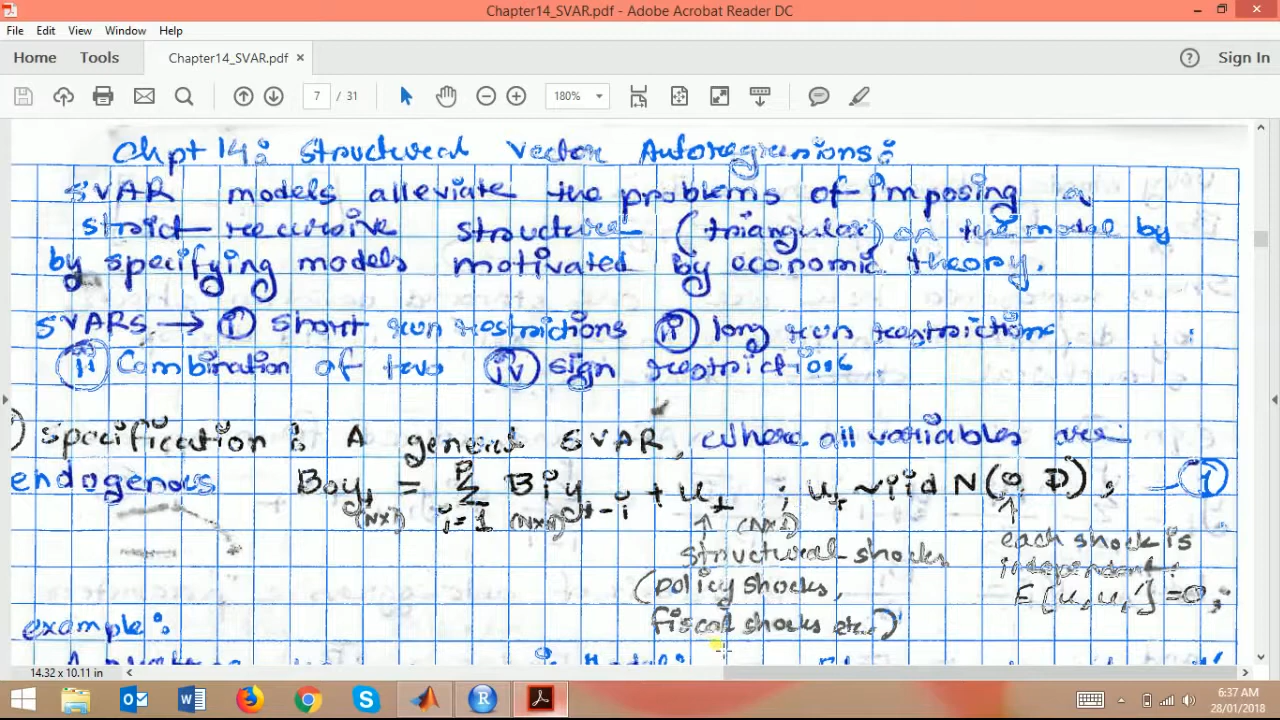 Chapter14_SVAR.pdf - Adobe Acrobat Reader DC
File Edit View Window Help
Home Tools Chapter14_SVAR.pdf × Sign In
7 / 31 180%
Chpt 14: Structural Vector Autoregressions:
SVAR models alleviate the problems of imposing a
strict recursive structure (triangular) on the model by
by specifying models motivated by economic theory.
SVARS → (i) short run restrictions (ii) long run restrictions
(iii) Combination of two (iv) sign restrictions.
) specification: A general SVAR, where all variables are
endogenous B₀yₜ = Σ Bᵢyₜ₋ᵢ + uₜ ; uₜ ~ iid N(0, D), — (i)
(N×1) i=1 (N×N) (N×1)
structural shocks each shock is
(policy shocks, independent:
fiscal shocks etc) E[uₜuₜ'] = 0,
example:
14.32 x 10.11 in
6:37 AM
28/01/2018